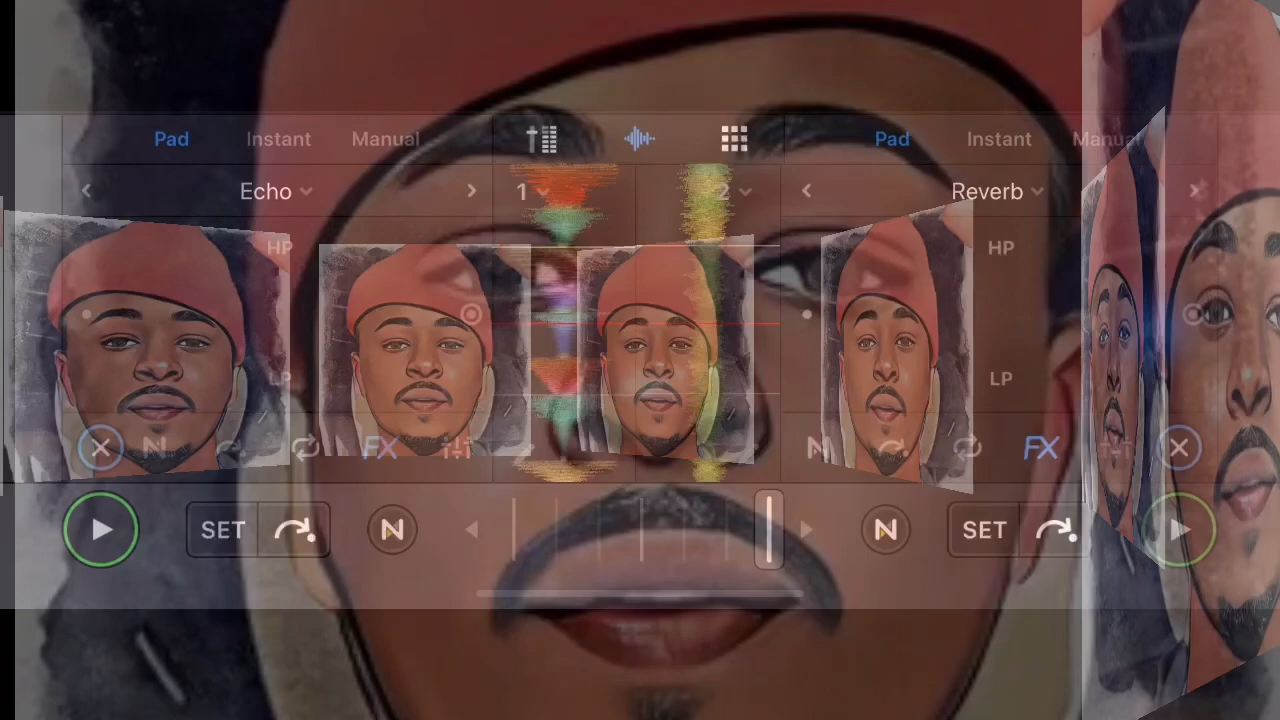 Pad Instant Manual Pad Instant Manual
Echo 1 2 Reverb
HP HP
LP LP
N FX N FX
SET N N SET